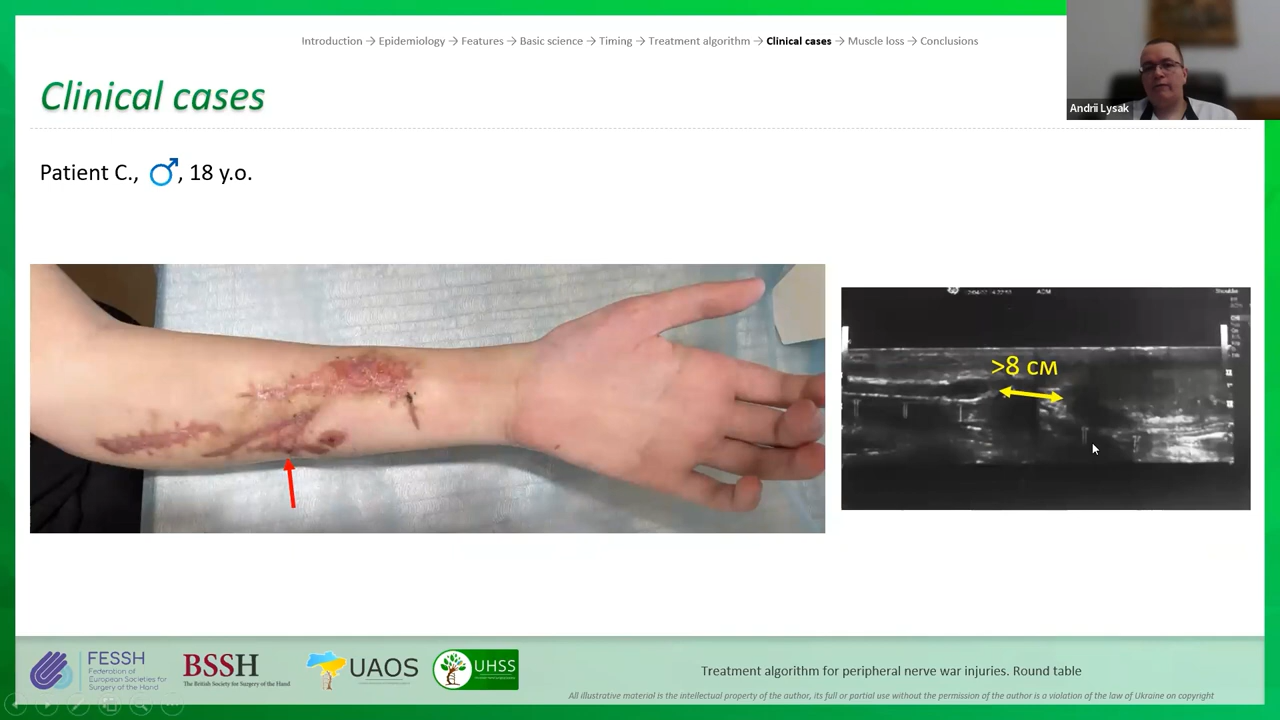 Introduction → Epidemiology → Features → Basic science → Timing → Treatment algorithm → Clinical cases → Muscle loss → Conclusions
Andrii Lysak
Clinical cases
Patient C., ♂, 18 y.o.
>8 см
FESSH
Federation of
European Societies for
Surgery of the Hand
BSSH
The British Society for Surgery of the Hand
UAOS
UHSS
Treatment algorithm for peripheral nerve war injuries. Round table
All illustrative material is the intellectual property of the author, its full or partial use without the permission of the author is a violation of the law of Ukraine on copyright